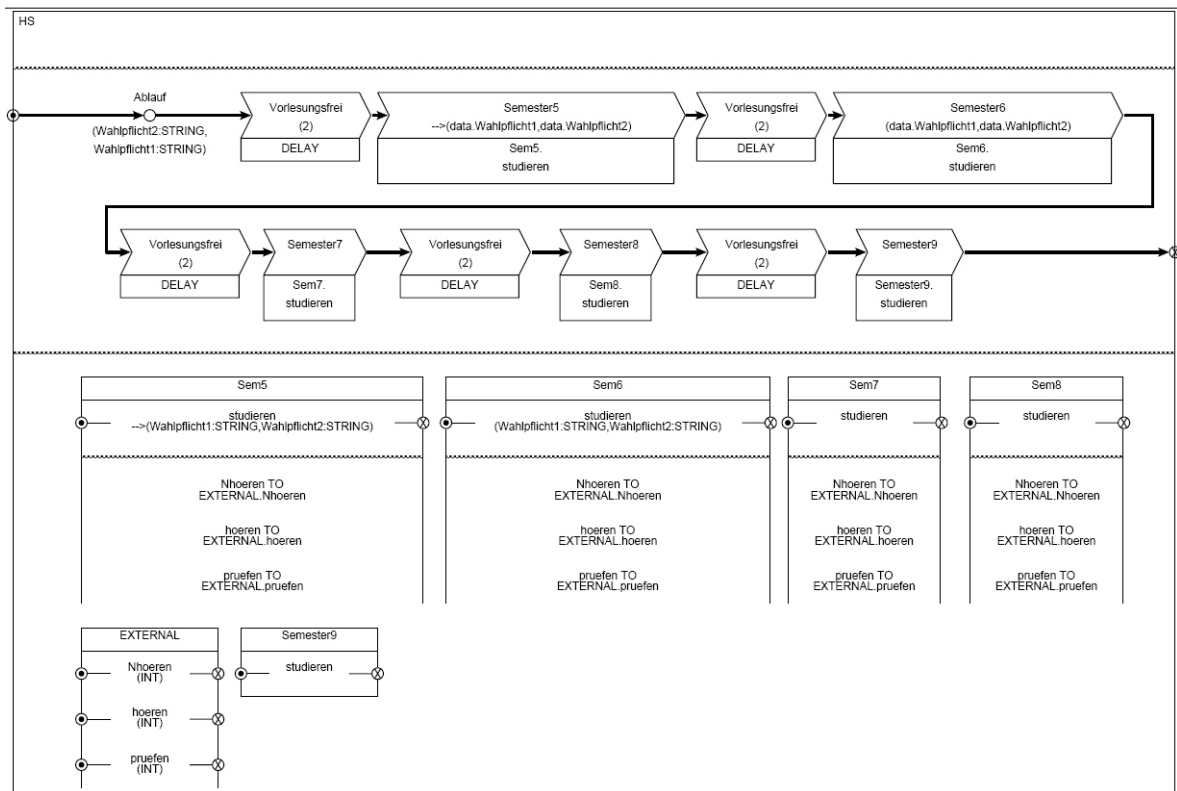 HS
Ablauf
(Wahlpflicht2:STRING,
Wahlpflicht1:STRING)
Vorlesungsfrei
(2)
DELAY
Semester5
-->(data.Wahlpflicht1,data.Wahlpflicht2)
Sem5.
studieren
Vorlesungsfrei
(2)
DELAY
Semester6
(data.Wahlpflicht1,data.Wahlpflicht2)
Sem6.
studieren
Vorlesungsfrei
(2)
DELAY
Semester7
Sem7.
studieren
Vorlesungsfrei
(2)
DELAY
Semester8
Sem8.
studieren
Vorlesungsfrei
(2)
DELAY
Semester9
Semester9.
studieren
Sem5
studieren
-->(Wahlpflicht1:STRING,Wahlpflicht2:STRING)
Nhoeren TO
EXTERNAL.Nhoeren
hoeren TO
EXTERNAL.hoeren
pruefen TO
EXTERNAL.pruefen
Sem6
studieren
(Wahlpflicht1:STRING,Wahlpflicht2:STRING)
Nhoeren TO
EXTERNAL.Nhoeren
hoeren TO
EXTERNAL.hoeren
pruefen TO
EXTERNAL.pruefen
Sem7
studieren
Nhoeren TO
EXTERNAL.Nhoeren
hoeren TO
EXTERNAL.hoeren
pruefen TO
EXTERNAL.pruefen
Sem8
studieren
Nhoeren TO
EXTERNAL.Nhoeren
hoeren TO
EXTERNAL.hoeren
pruefen TO
EXTERNAL.pruefen
EXTERNAL
Nhoeren
(INT)
hoeren
(INT)
pruefen
(INT)
Semester9
studieren